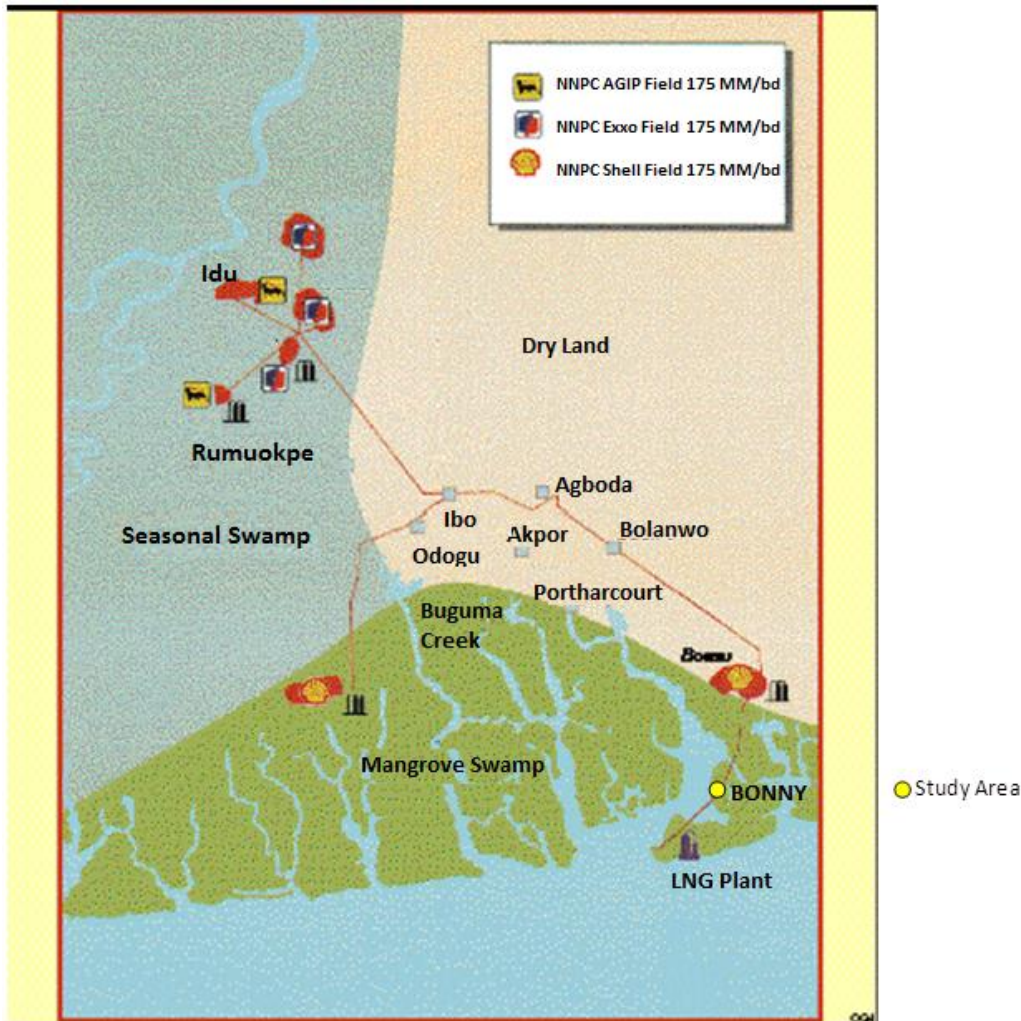 NNPC AGIP Field 175 MM/bd
NNPC Exxo Field 175 MM/bd
NNPC Shell Field 175 MM/bd
Idu
Dry Land
Rumuokpe
Agboda
Ibo
Seasonal Swamp
Akpor
Bolanwo
Odogu
Portharcourt
Buguma
Creek
Mangrove Swamp
BONNY
Study Area
LNG Plant